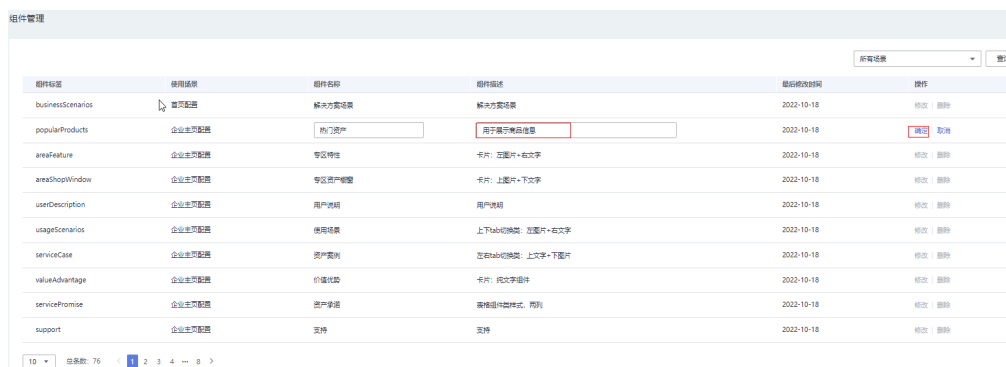 组件管理
所有场景
组件标签 使用场景 组件名称 组件描述 最后修改时间 操作
businessScenarios 首页配置 解决方案场景 解决方案场景 2022-10-18 修改 | 删除
popularProducts 企业主页配置 热门资产 用于展示商品信息 2022-10-18 确定 取消
areaFeature 企业主页配置 专区特性 卡片：左图片+右文字 2022-10-18 修改 | 删除
areaShopWindow 企业主页配置 专区资产橱窗 卡片：上图片+下文字 2022-10-18 修改 | 删除
userDescription 企业主页配置 用户说明 用户说明 2022-10-18 修改 | 删除
usageScenarios 企业主页配置 使用场景 上下tab切换类：左图片+右文字 2022-10-18 修改 | 删除
serviceCase 企业主页配置 资产案例 左右tab切换类：上文字+下图片 2022-10-18 修改 | 删除
valueAdvantage 企业主页配置 价值优势 卡片：纯文字组件 2022-10-18 修改 | 删除
servicePromise 企业主页配置 资产承诺 表格组件类样式，两列 2022-10-18 修改 | 删除
support 企业主页配置 支持 支持 2022-10-18 修改 | 删除
10 总条数：76 < 1 2 3 4 ... 8 >